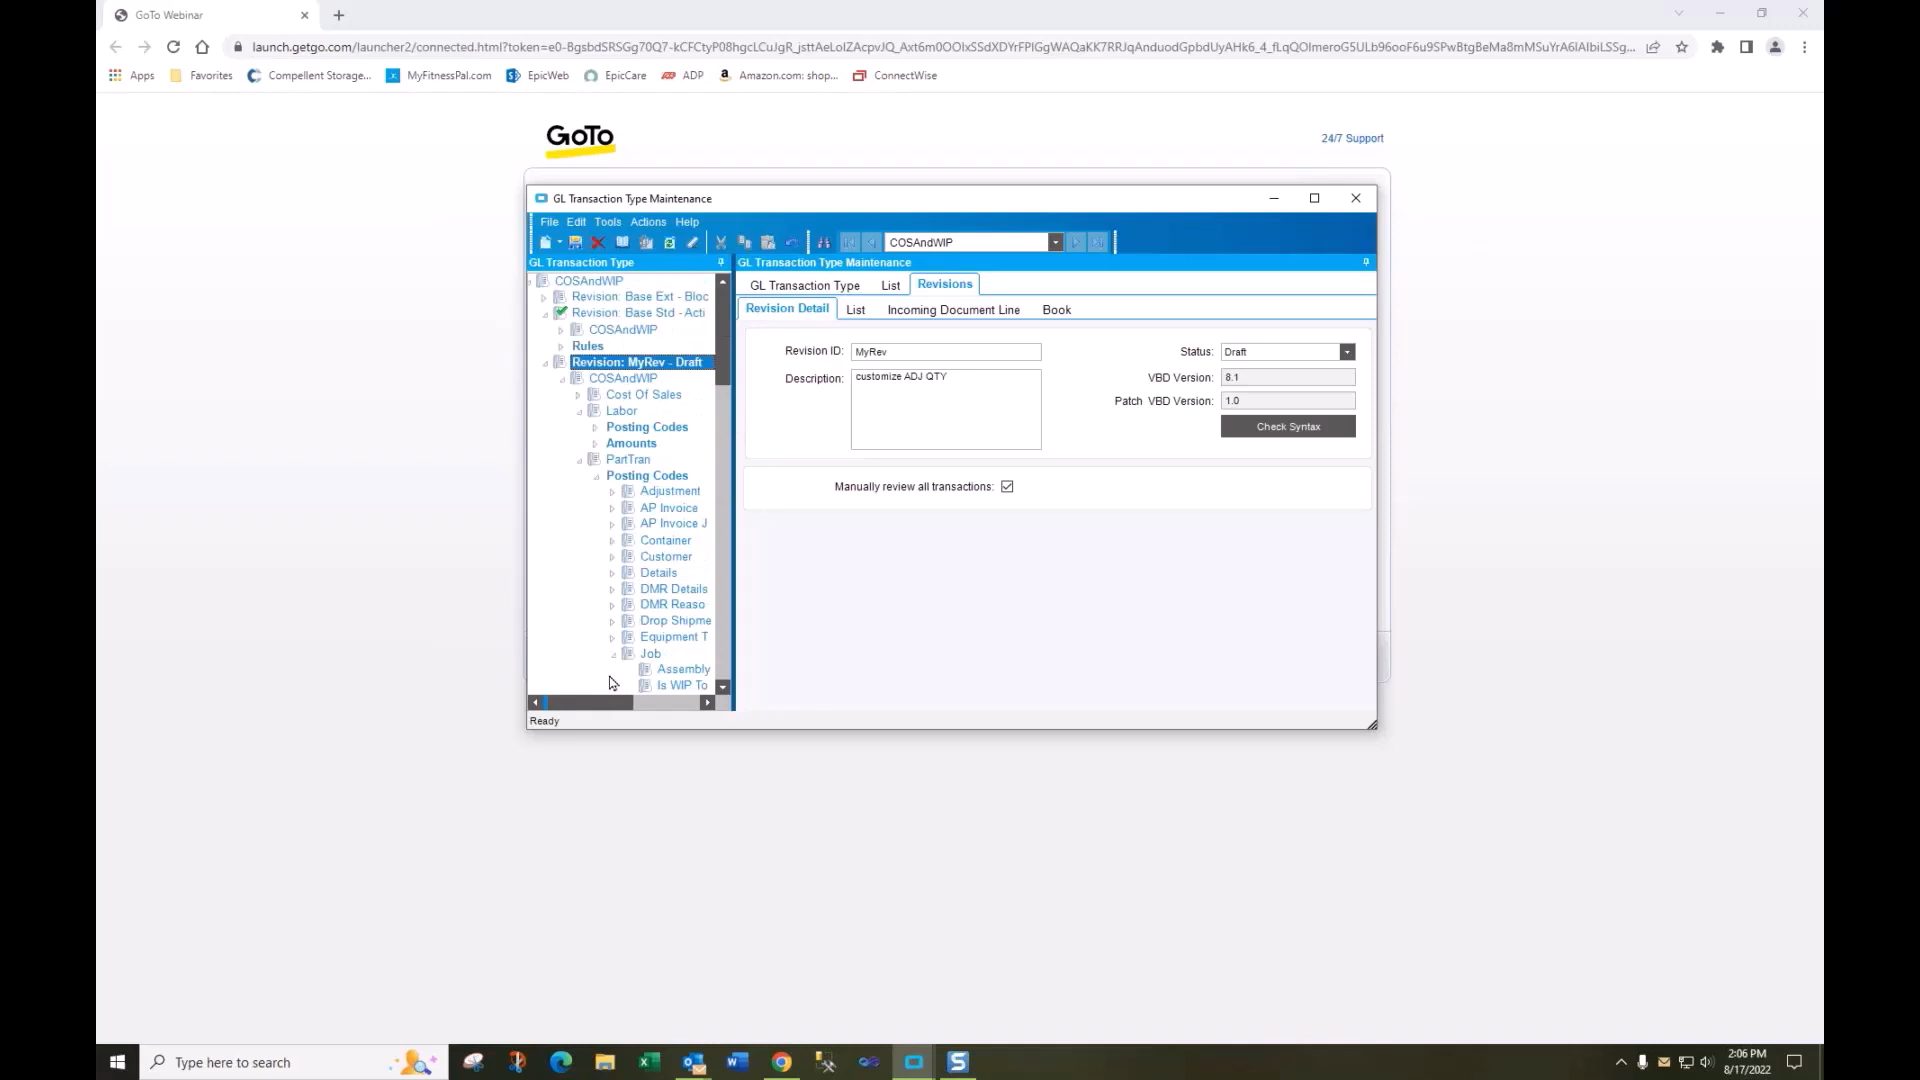 GoTo Webinar
launch.getgo.com/launcher2/connected.html?token=e0-
Apps Favorites Compellent Storage... MyFitnessPal.com EpicWeb EpicCare ADP Amazon.com: shop... ConnectWise
GoTo
24/7 Support
GL Transaction Type Maintenance
File Edit Tools Actions Help
COSAndWIP
GL Transaction Type
GL Transaction Type Maintenance
COSAndWIP
Revision: Base Ext - Bloc
Revision: Base Std - Acti
COSAndWIP
Rules
Revision: MyRev - Draft
COSAndWIP
Cost Of Sales
Labor
Posting Codes
Amounts
PartTran
Posting Codes
Adjustment
AP Invoice
AP Invoice J
Container
Customer
Details
DMR Details
DMR Reaso
Drop Shipme
Equipment T
Job
Assembly
Is WIP To
GL Transaction Type List Revisions
Revision Detail List Incoming Document Line Book
Revision ID: MyRev
Status: Draft
Description: customize ADJ QTY
VBD Version: 8.1
Patch VBD Version: 1.0
Check Syntax
Manually review all transactions:
Ready
Type here to search
2:06 PM
8/17/2022